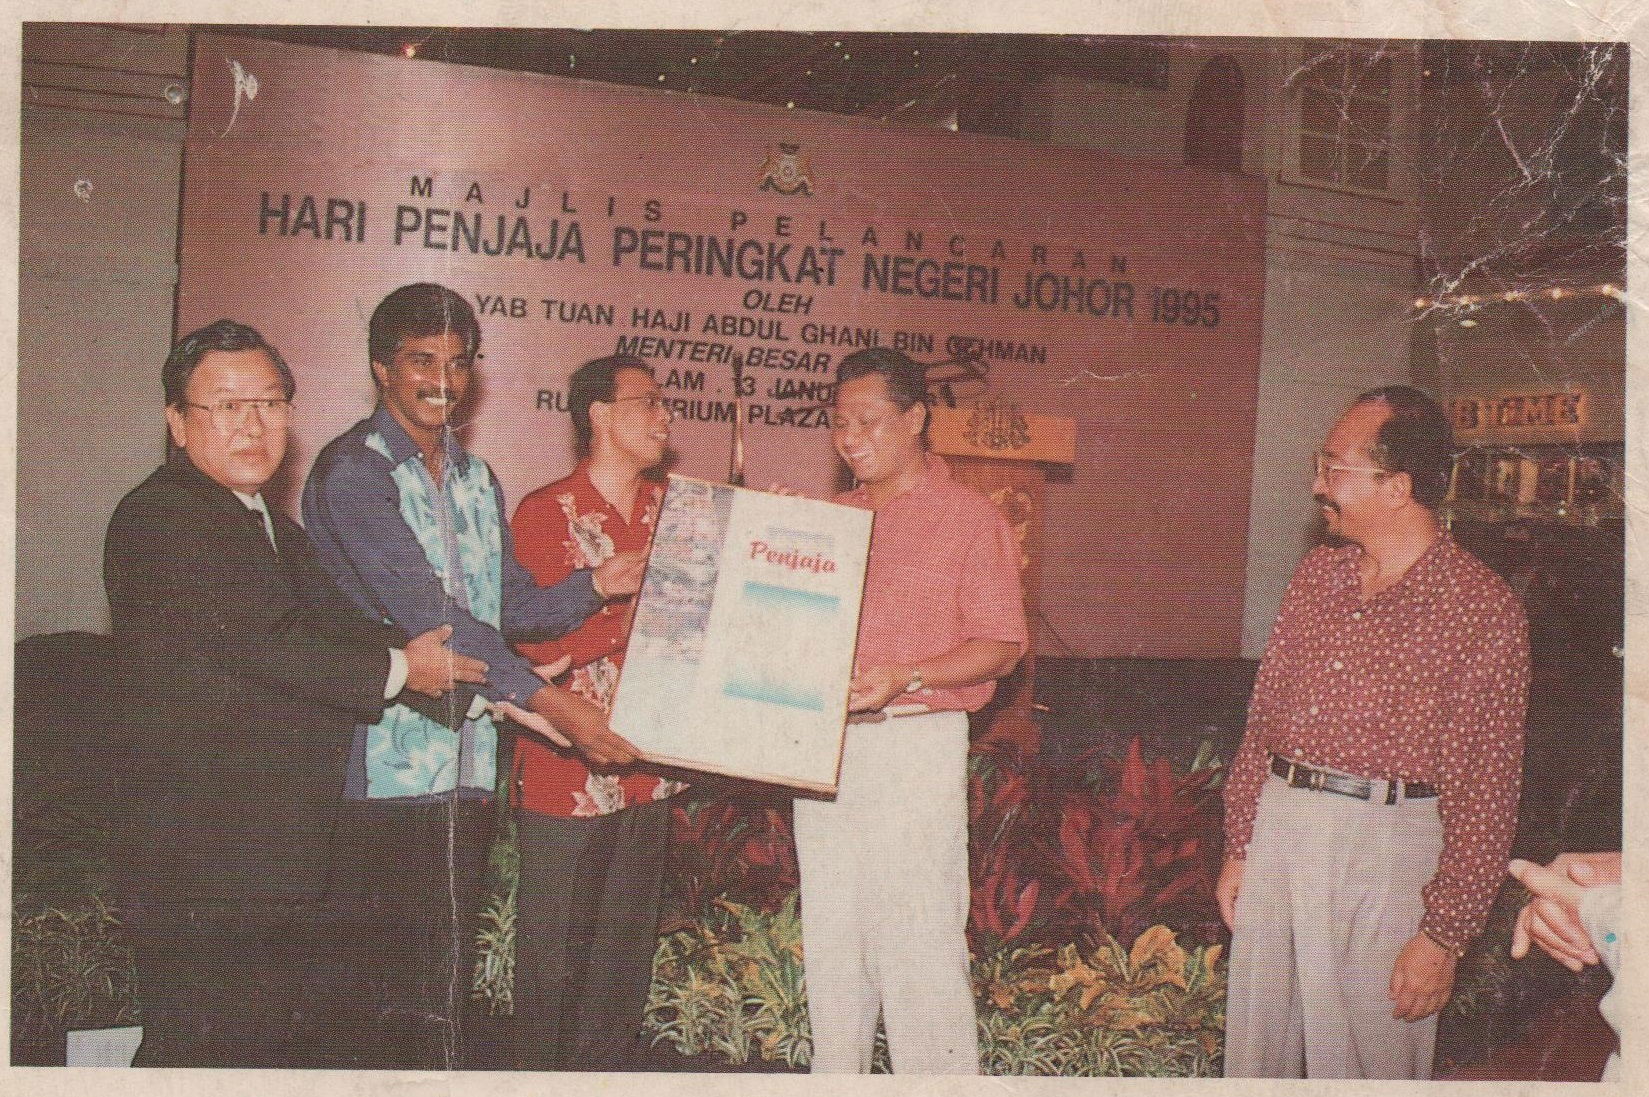 MAJLIS PELANCARAN
HARI PENJAJA PERINGKAT NEGERI JOHOR 1995
OLEH
YAB TUAN HAJI ABDUL GHANI BIN OTHMAN
MENTERI BESAR
13
PLAZA
Penjaja